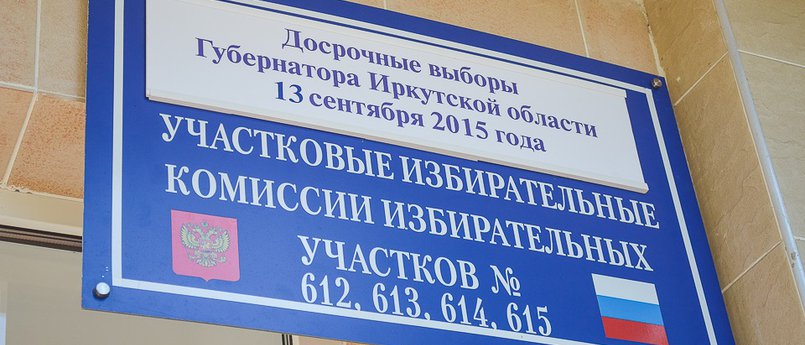 Досрочные выборы
Губернатора Иркутской области
13 сентября 2015 года
УЧАСТКОВЫЕ ИЗБИРАТЕЛЬНЫЕ
КОМИССИИ ИЗБИРАТЕЛЬНЫХ
УЧАСТКОВ №
612, 613, 614, 615